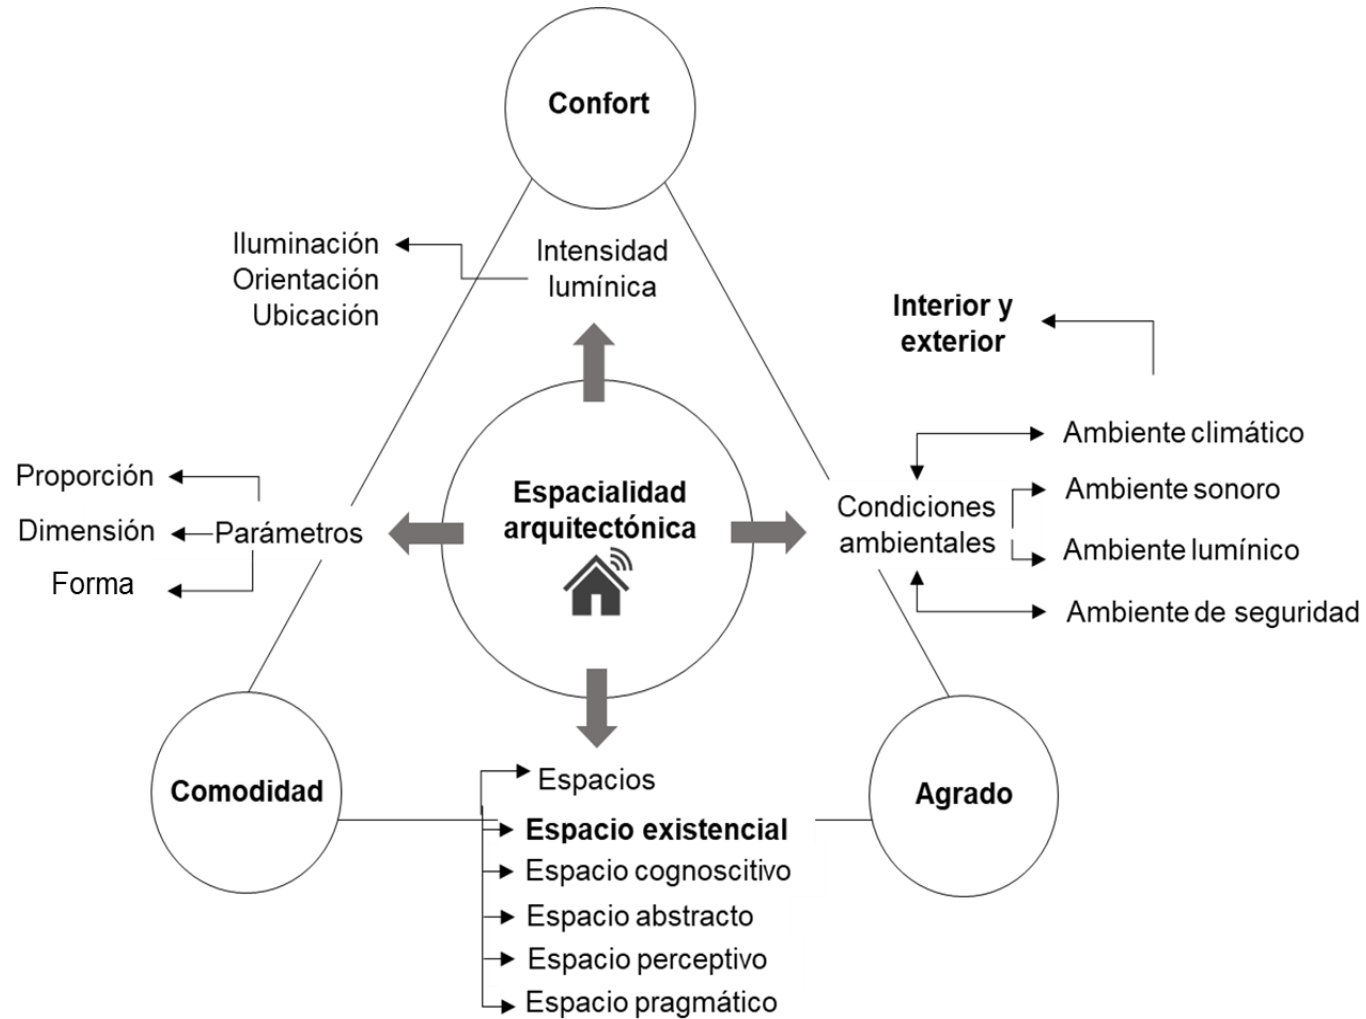 Confort
Iluminación
Orientación
Ubicación
Intensidad
lumínica
Interior y
exterior
Proporción
Dimensión
Forma
Parámetros
Espacialidad
arquitectónica
Condiciones
ambientales
Ambiente climático
Ambiente sonoro
Ambiente lumínico
Ambiente de seguridad
Comodidad
Espacios
Espacio existencial
Espacio cognoscitivo
Espacio abstracto
Espacio perceptivo
Espacio pragmático
Agrado